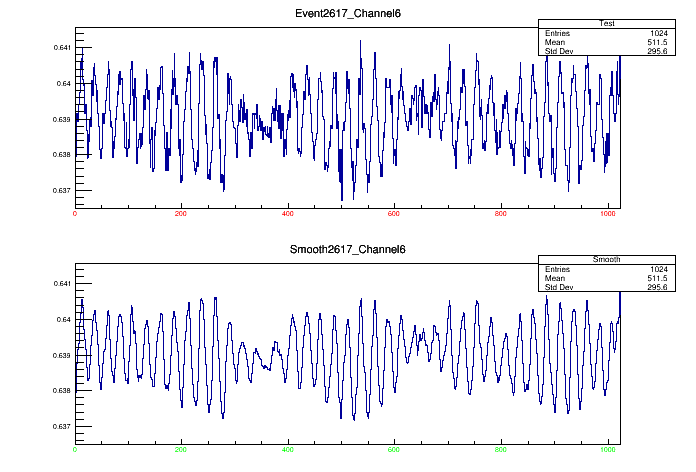 Event2617_Channel6
Test
Entries 1024
Mean 511.5
Std Dev 295.6
0.641
0.64
0.639
0.638
0.637
0 200 400 600 800 1000
Smooth2617_Channel6
Smooth
Entries 1024
Mean 511.5
Std Dev 295.6
0.641
0.64
0.639
0.638
0.637
0 200 400 600 800 1000